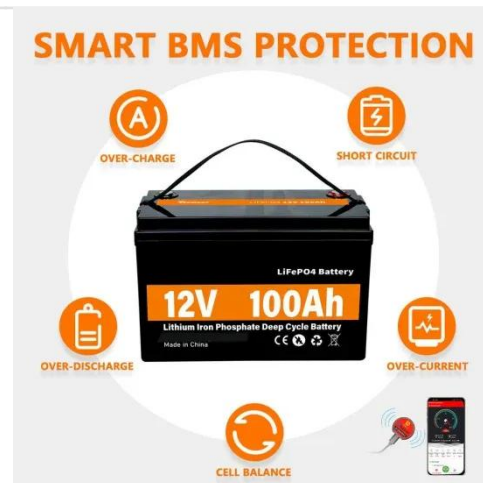 SMART BMS PROTECTION
OVER-CHARGE
SHORT CIRCUIT
LiFePO4 Battery
12V 100Ah
Lithium Iron Phosphate Deep Cycle Battery
Made in China
CE
OVER-DISCHARGE
OVER-CURRENT
CELL BALANCE